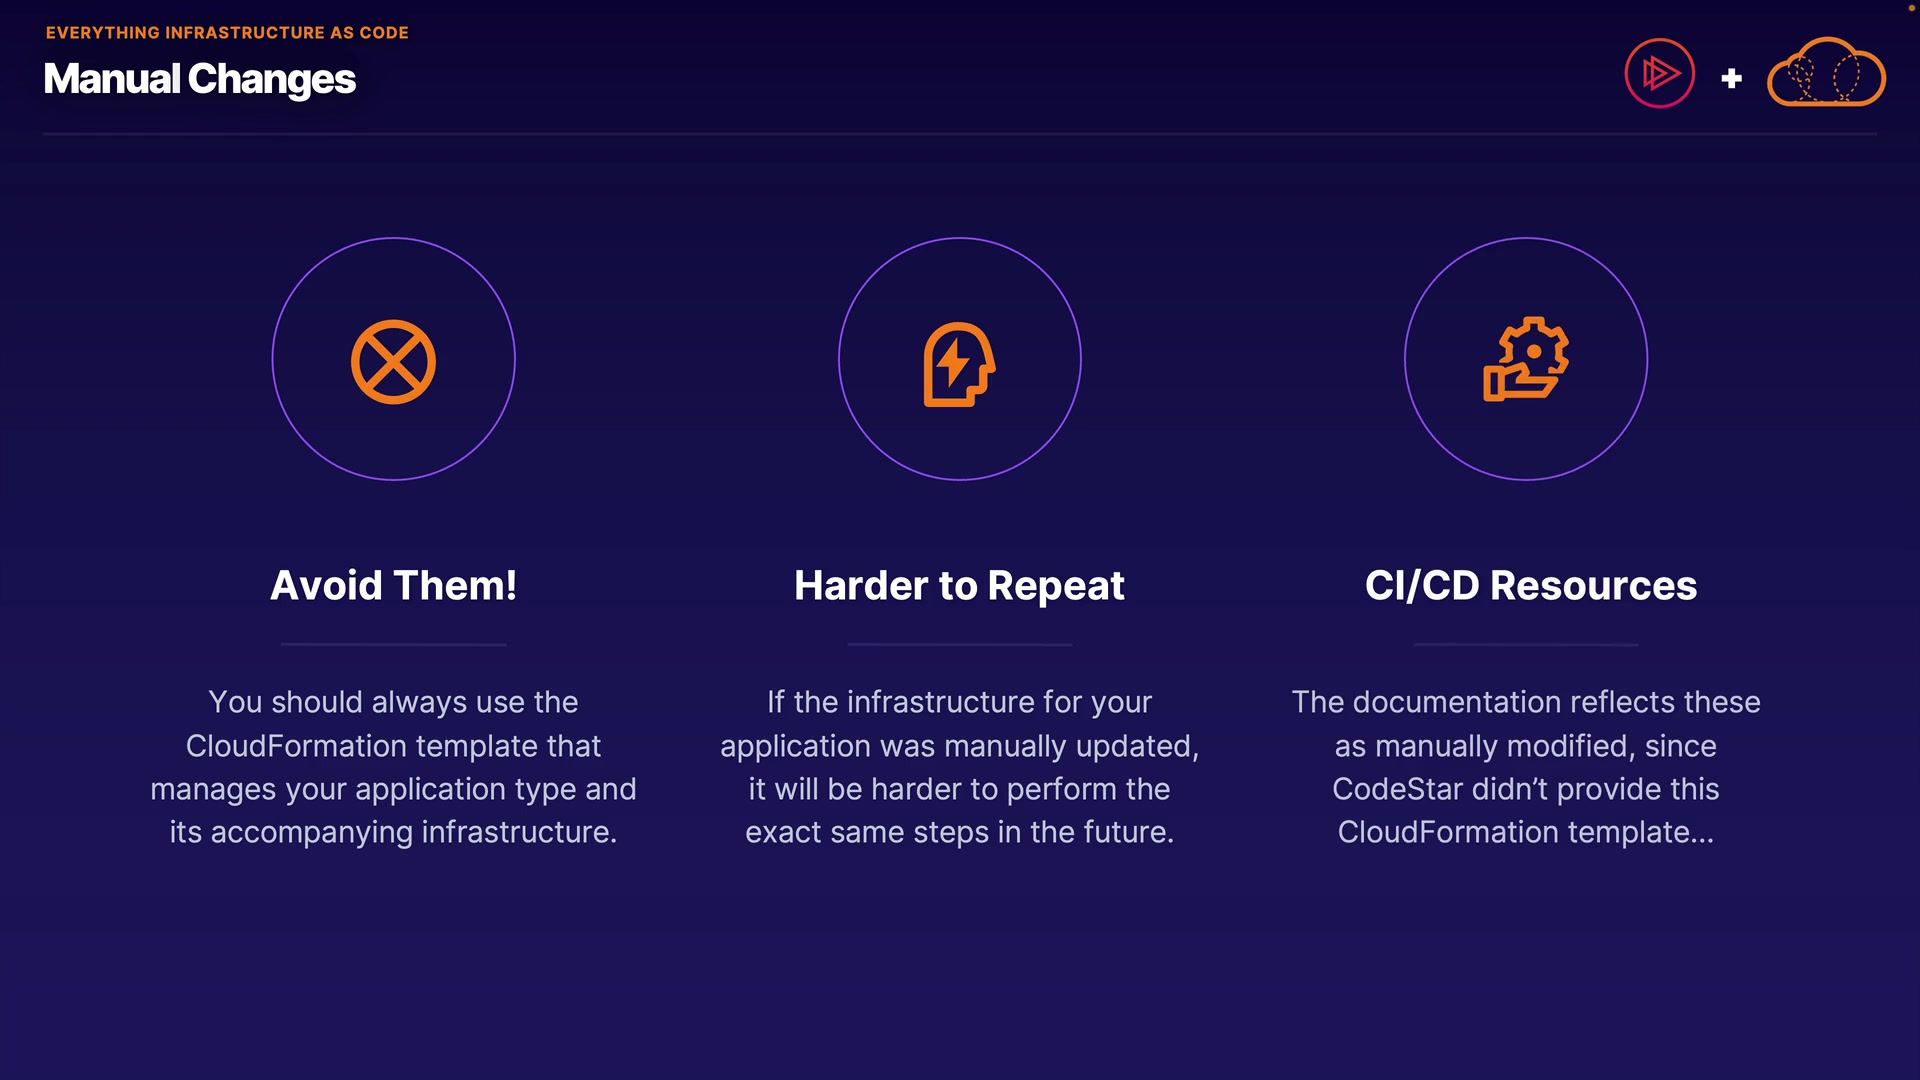 EVERYTHING INFRASTRUCTURE AS CODE
Manual Changes
+
Avoid Them!
You should always use the
CloudFormation template that
manages your application type and
its accompanying infrastructure.
Harder to Repeat
If the infrastructure for your
application was manually updated,
it will be harder to perform the
exact same steps in the future.
CI/CD Resources
The documentation reflects these
as manually modified, since
CodeStar didn’t provide this
CloudFormation template...